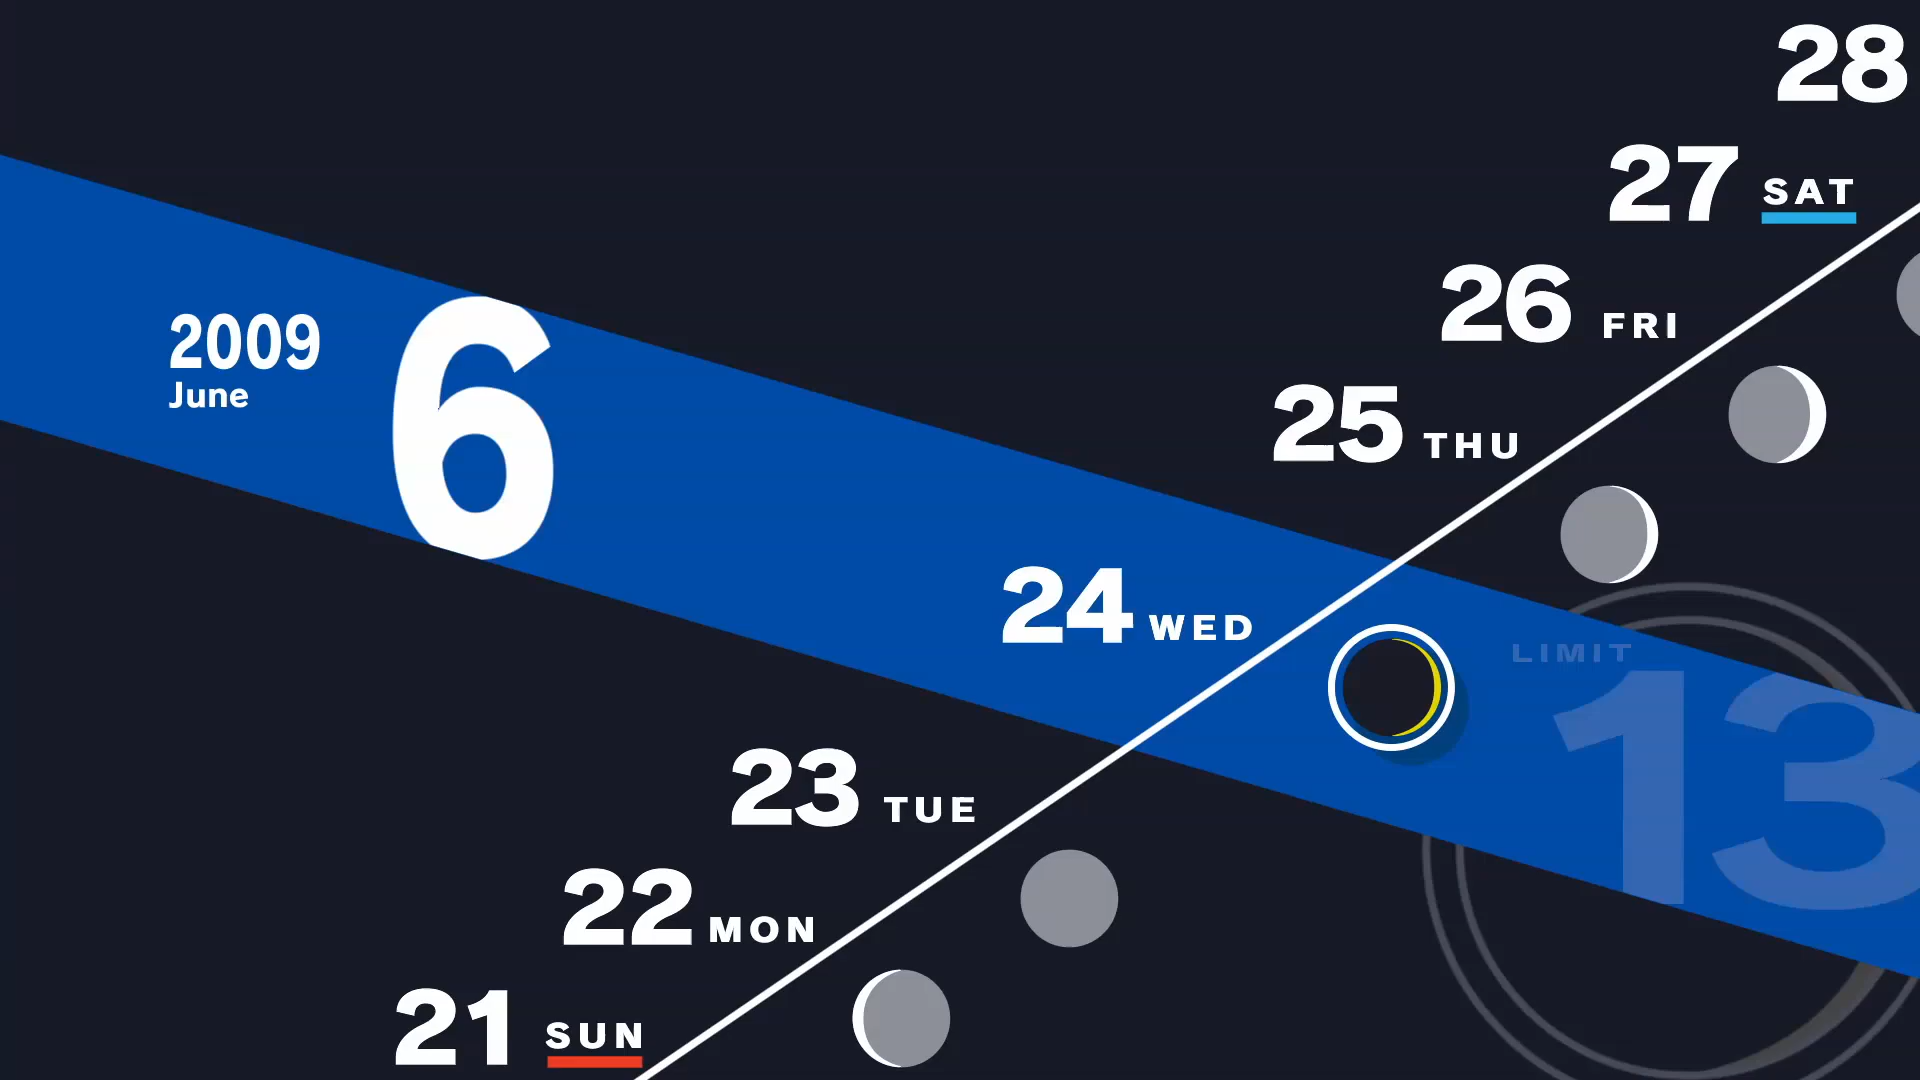 2009
June
6
28
27 SAT
26 FRI
25 THU
24 WED
23 TUE
22 MON
21 SUN
LIMIT
13